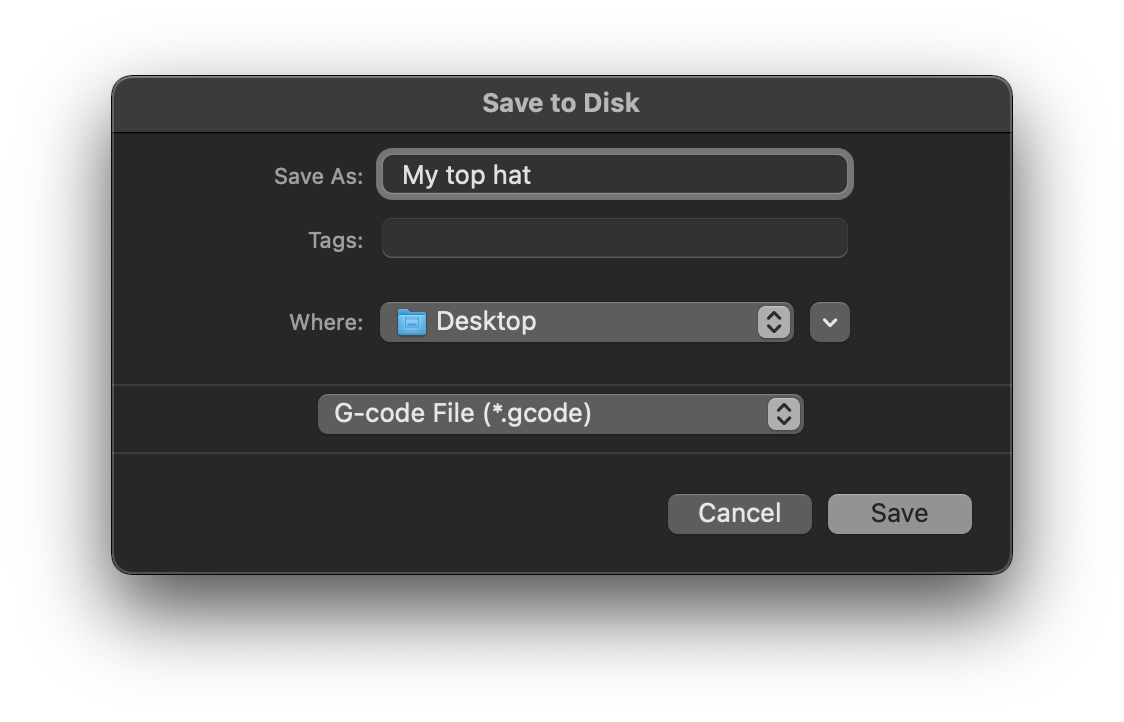 Save to Disk
Save As: My top hat
Tags:
Where: Desktop
G-code File (*.gcode)
Cancel Save